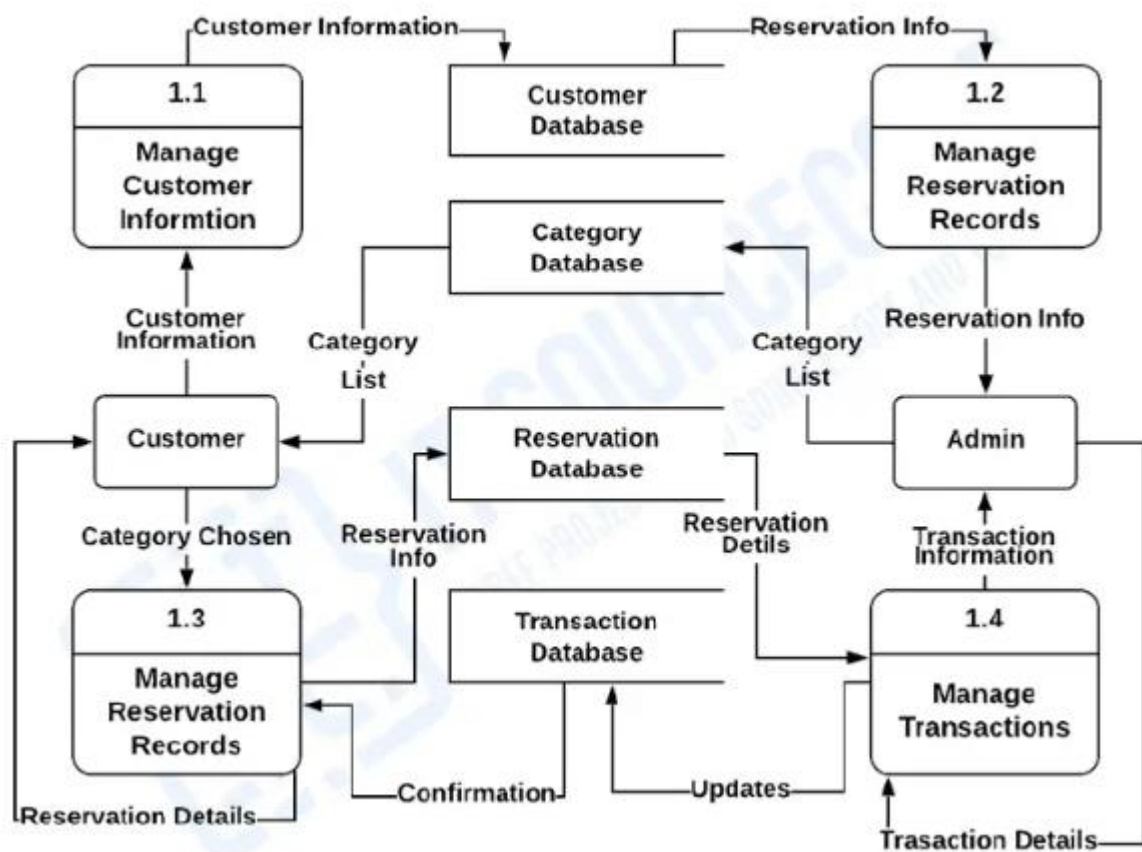 Customer Information
Reservation Info
1.1
Manage
Customer
Informtion
Customer
Database
1.2
Manage
Reservation
Records
Category
Database
Customer
Information
Category
List
Category
List
Reservation Info
Customer
Reservation
Database
Admin
Category Chosen
Reservation
Info
Reservation
Detils
Transaction
Information
1.3
Manage
Reservation
Records
Transaction
Database
1.4
Manage
Transactions
Confirmation
Updates
Reservation Details
Trasaction Details